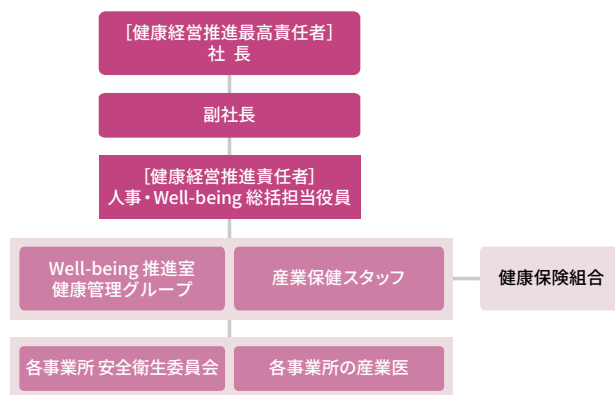 ［健康経営推進最高責任者］
社 長
副社長
［健康経営推進責任者］
人事・Well-being 総括担当役員
Well-being 推進室
健康管理グループ
産業保健スタッフ
健康保険組合
各事業所 安全衛生委員会
各事業所の産業医